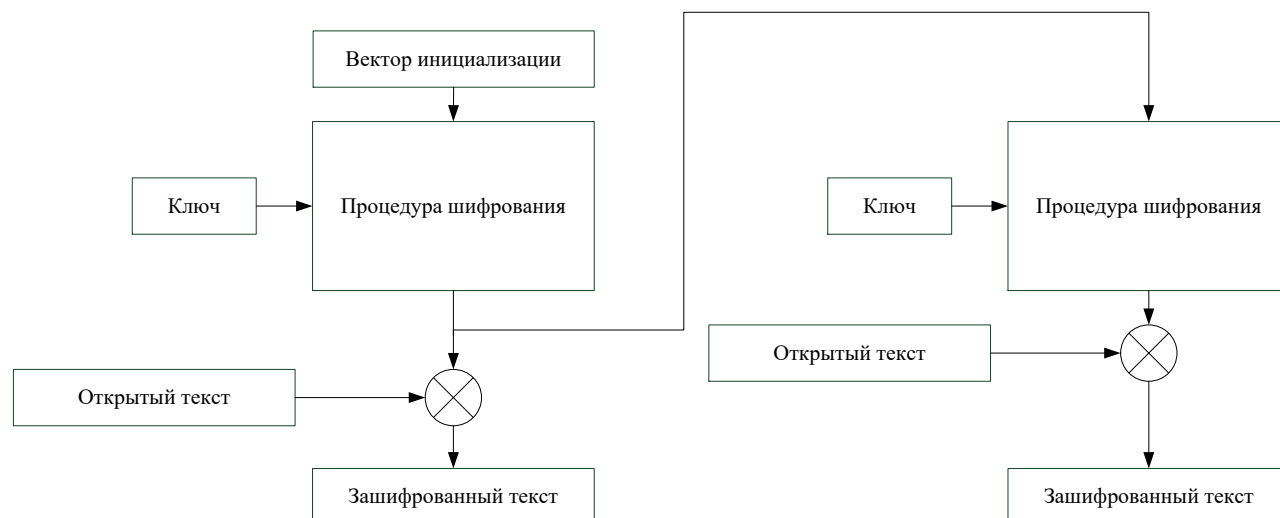 Вектор инициализации
Ключ
Процедура шифрования
Ключ
Процедура шифрования
Открытый текст
Открытый текст
Зашифрованный текст
Зашифрованный текст